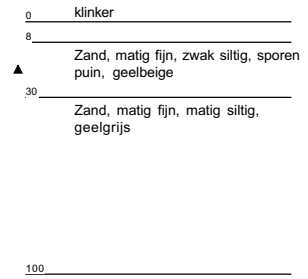 0 klinker
8
Zand, matig fijn, zwak siltig, sporen
puin, geelbeige
30
Zand, matig fijn, matig siltig,
geelgrijs
100